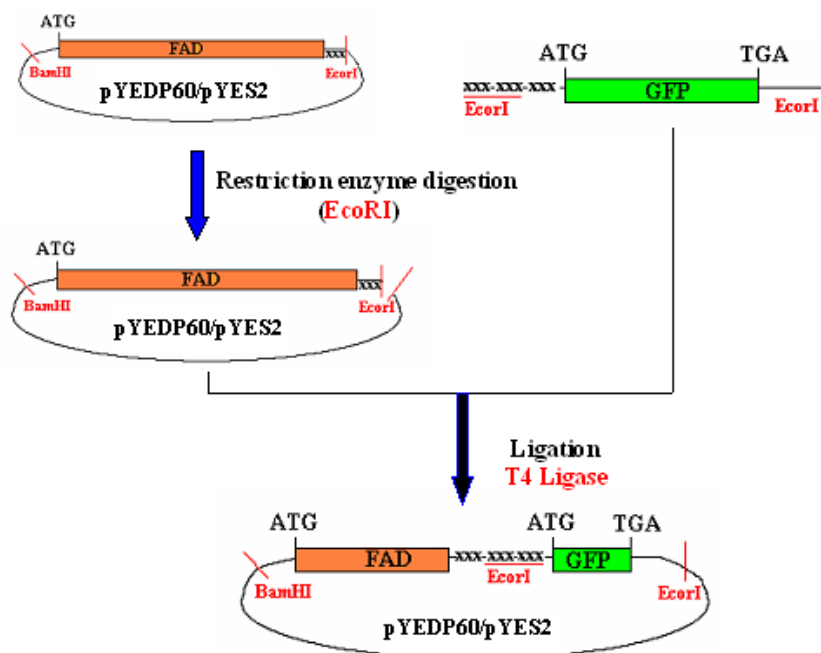 ATG
FAD
xxx
BamHI
EcorI
pYEDP60/pYES2
ATG
TGA
xxx-xxx-xxx
GFP
EcorI
EcorI
Restriction enzyme digestion
(EcoRI)
ATG
FAD
xxx
BamHI
EcorI
pYEDP60/pYES2
Ligation
T4 Ligase
ATG
ATG
TGA
FAD
xxx-xxx-xxx
GFP
BamHI
EcorI
EcorI
pYEDP60/pYES2